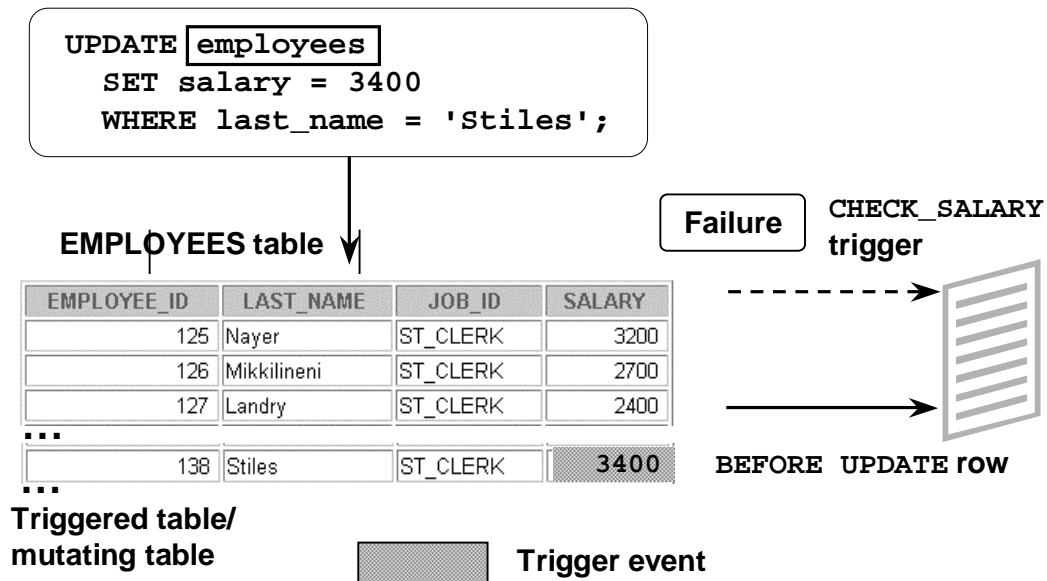 UPDATE employees
SET salary = 3400
WHERE last_name = 'Stiles';
Failure
CHECK_SALARY
trigger
EMPLOYEES table
EMPLOYEE_ID LAST_NAME JOB_ID SALARY
125 Nayer ST_CLERK 3200
126 Mikkilineni ST_CLERK 2700
127 Landry ST_CLERK 2400
...
138 Stiles ST_CLERK 3400
...
BEFORE UPDATE row
Triggered table/
mutating table
Trigger event